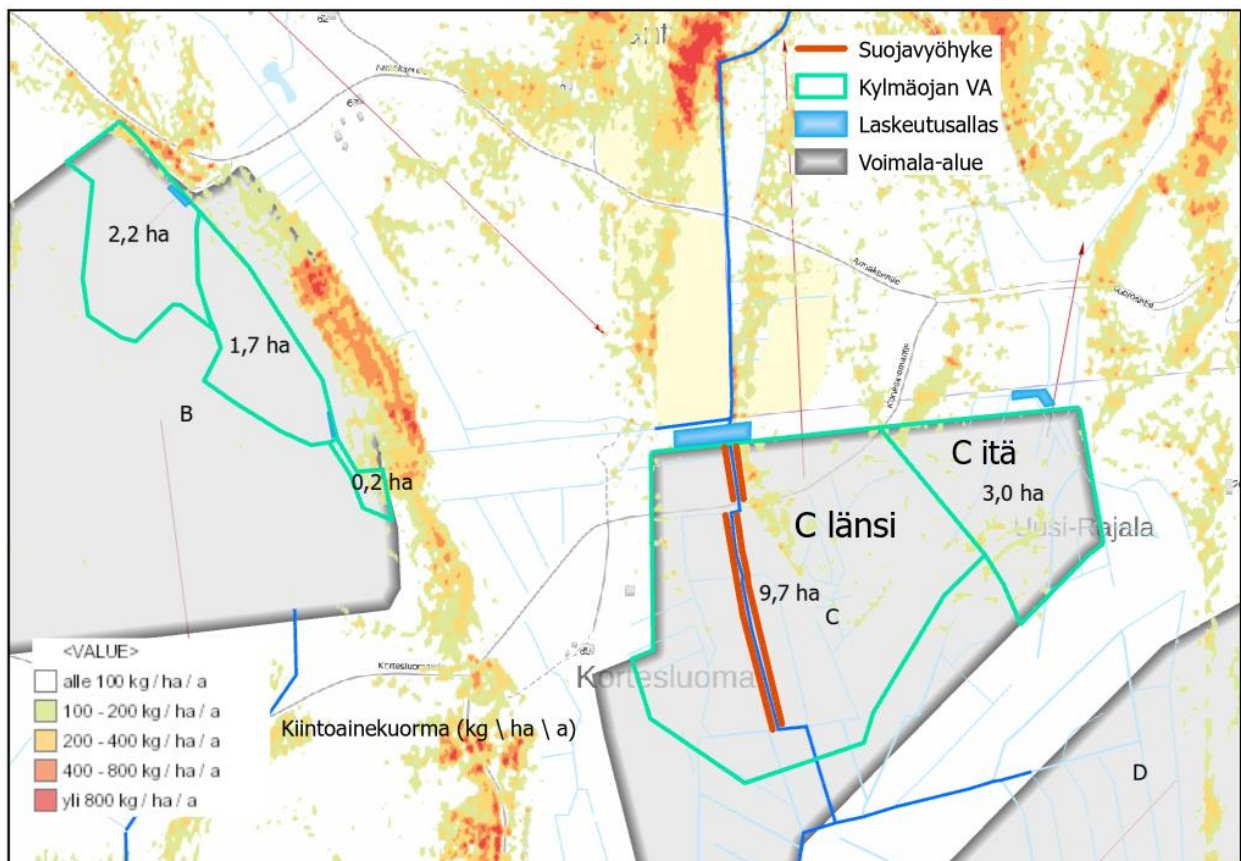 Suojavyöhyke
Kylmäojan VA
Laskeutusallas
Voimala-alue
2,2 ha
1,7 ha
B
0,2 ha
C itä
3,0 ha
C länsi
Uusi-Rajala
9,7 ha
C
Kortesluoma
D
<VALUE>
alle 100 kg / ha / a
100 - 200 kg / ha / a
200 - 400 kg / ha / a
400 - 800 kg / ha / a
yli 800 kg / ha / a
Kiintoainekuorma (kg \ ha \ a)